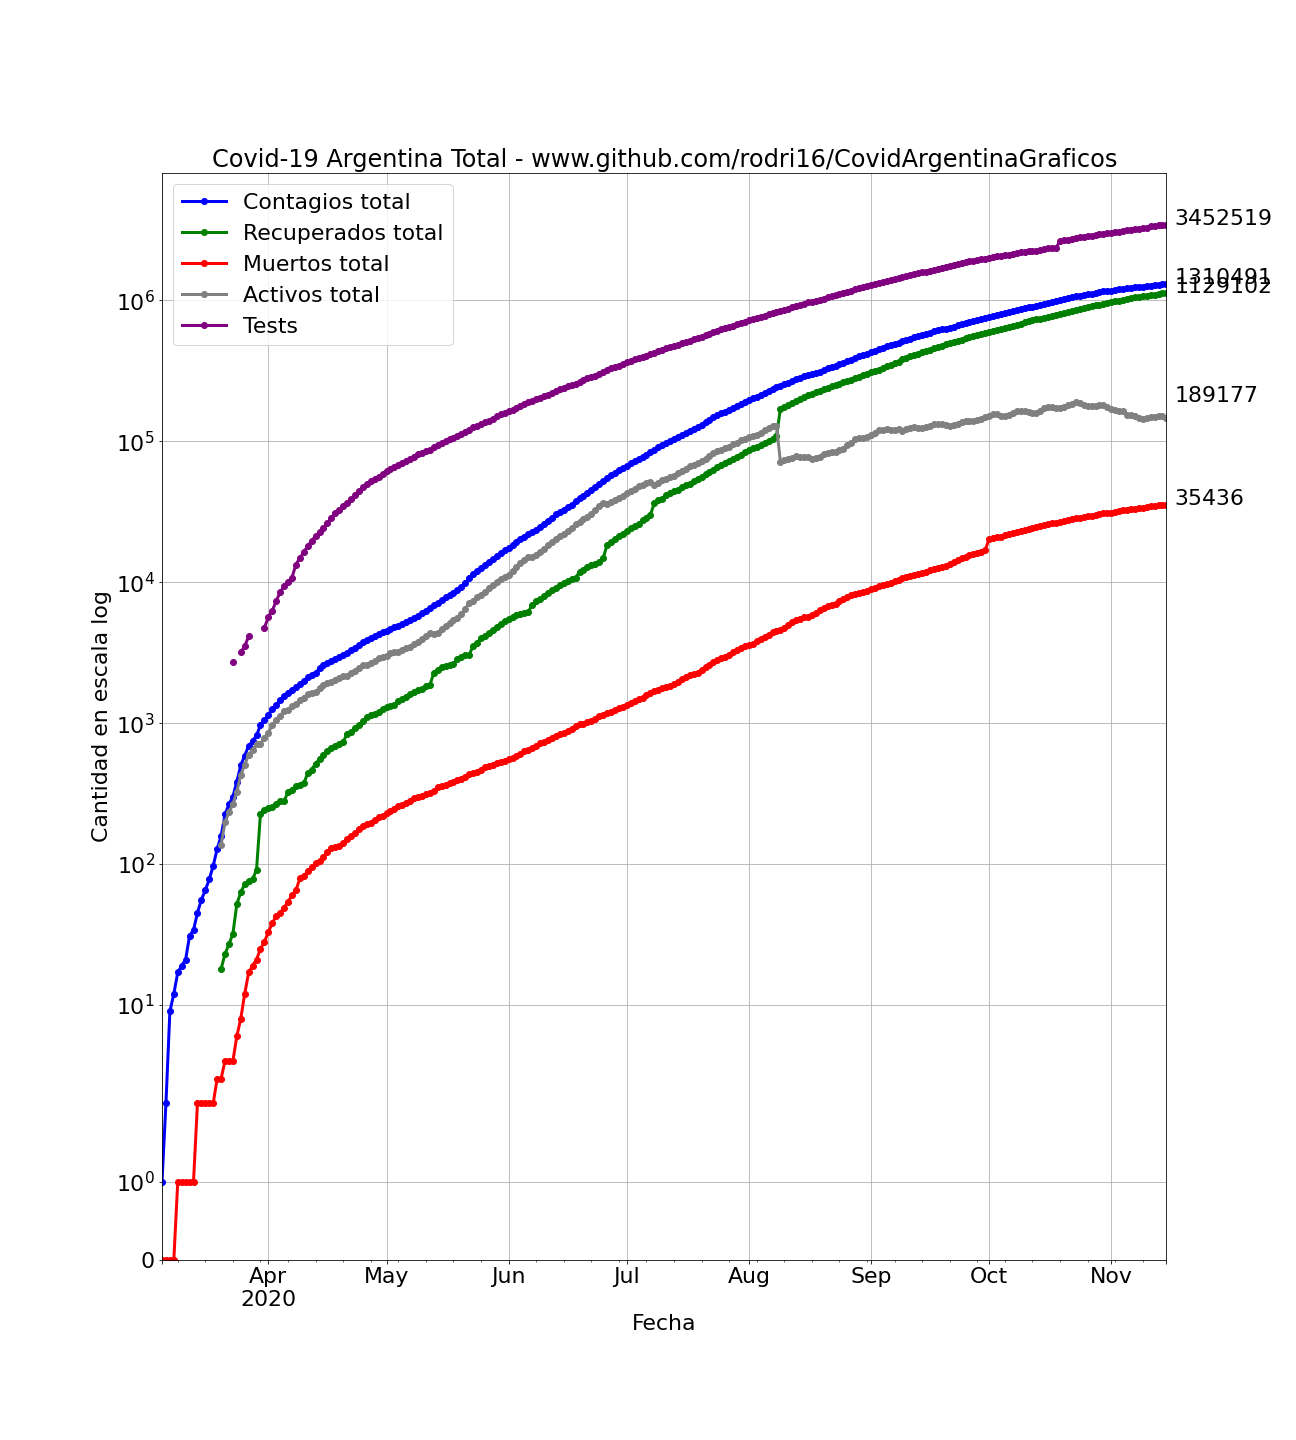 Covid-19 Argentina Total - www.github.com/rodri16/CovidArgentinaGraficos
Contagios total
Recuperados total
Muertos total
Activos total
Tests
3452519
1310491
1129102
189177
35436
10^6
10^5
10^4
10^3
10^2
10^1
10^0
0
Cantidad en escala log
Apr May Jun Jul Aug Sep Oct Nov
2020
Fecha